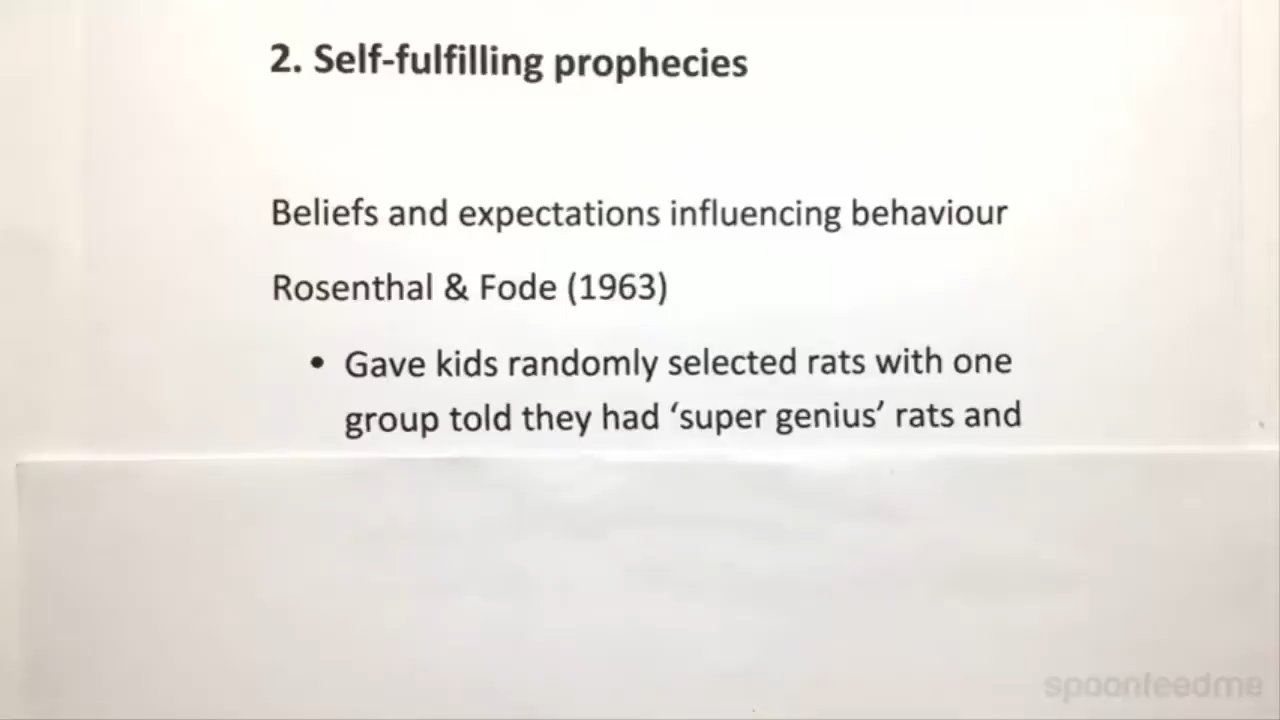 2. Self-fulfilling prophecies
Beliefs and expectations influencing behaviour
Rosenthal & Fode (1963)
• Gave kids randomly selected rats with one
group told they had ‘super genius’ rats and
spoonfeedme